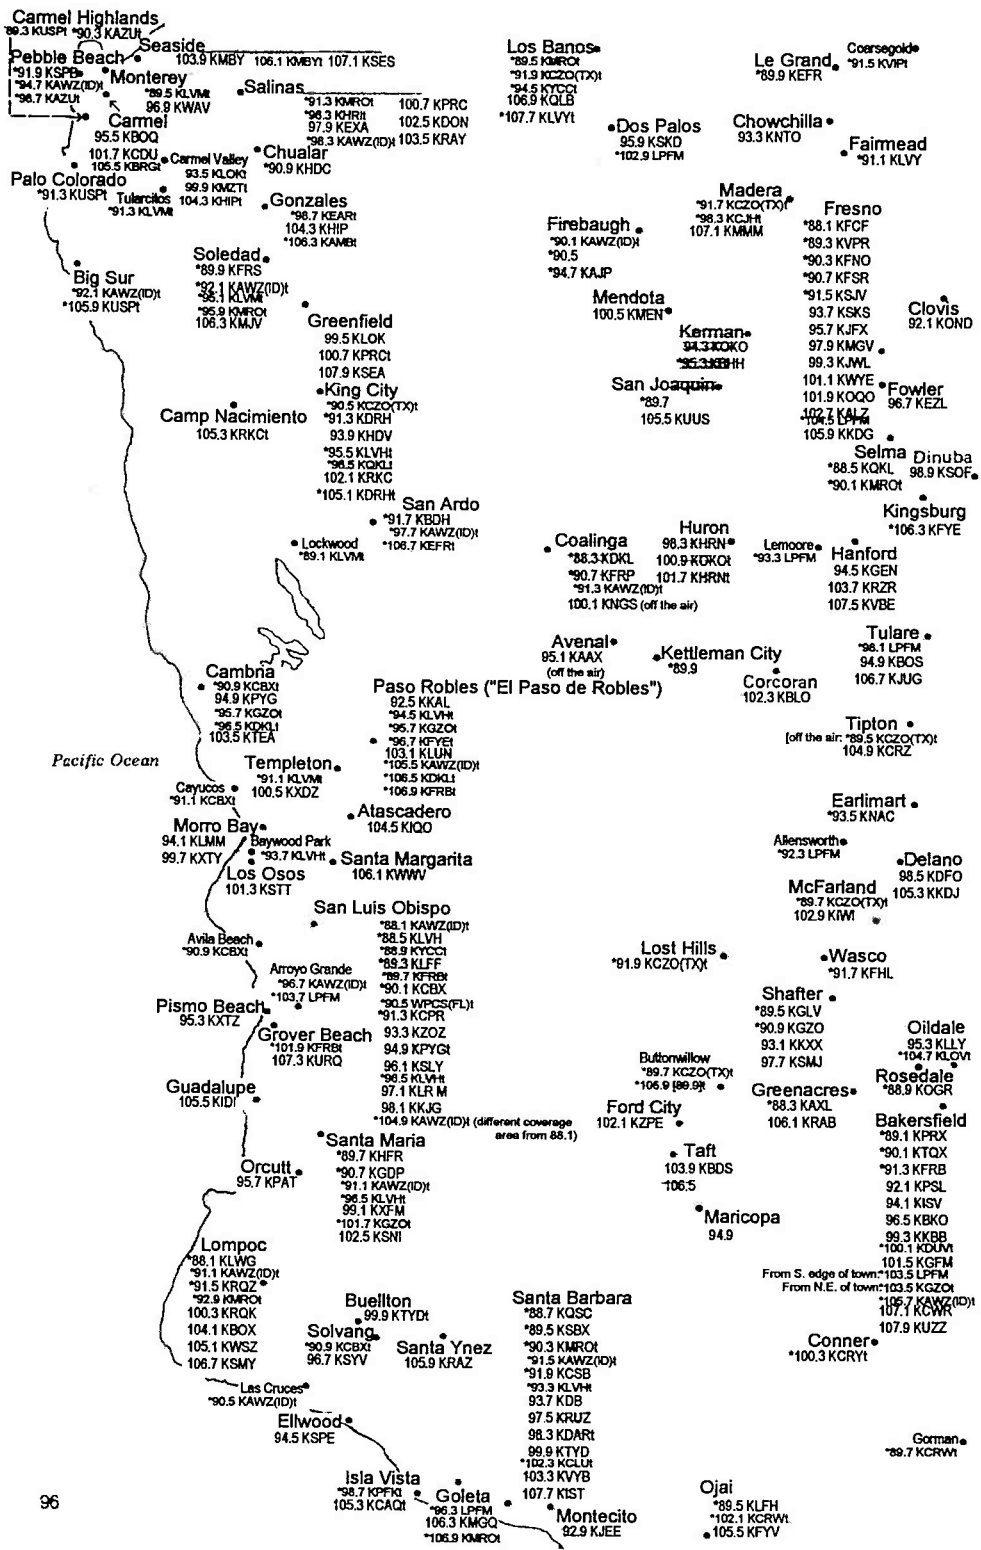 Carmel Highlands
*89.3 KUSPt *90.3 KAZUt
Pebble Beach
*91.9 KSPB
*94.7 KAWZ(ID)t
*96.7 KAZUt
Seaside
103.9 KMBY 106.1 KMBYt 107.1 KSES
Monterey
*89.5 KLVMt
96.9 KWAV
Carmel
95.5 KBOQ
101.7 KCDU
105.5 KBRGt
Salinas
*91.3 KMROt
*96.3 KHRIt
97.9 KEXA
*98.3 KAWZ(ID)t
100.7 KPRC
102.5 KDON
103.5 KRAY
Carmel Valley
93.5 KLOKt
99.9 KMZTt
104.3 KHIPt
Chualar
*90.9 KHDC
Palo Colorado
*91.3 KUSPt
Tularcitos
*91.3 KLVMt
Gonzales
*98.7 KEARt
104.3 KHIP
*106.3 KAMBt
Big Sur
*92.1 KAWZ(ID)t
*105.9 KUSPt
Soledad
*89.9 KFRS
*92.1 KAWZ(ID)t
*95.1 KLVMt
*95.9 KMROt
106.3 KMJV
Greenfield
99.5 KLOK
100.7 KPRCt
107.9 KSEA
King City
*90.5 KCZO(TX)t
*91.3 KDRH
93.9 KHDV
*95.5 KLVHt
*96.5 KQKLt
102.1 KRKC
*105.1 KDRHt
Camp Nacimiento
105.3 KRKCt
San Ardo
*91.7 KBDH
*97.7 KAWZ(ID)t
*106.7 KEFRt
Lockwood
*89.1 KLVMt
Los Banos
*89.5 KMROt
*91.9 KCZO(TX)t
*94.5 KYCCt
106.9 KQLB
*107.7 KLVYt
Le Grand
*89.9 KEFR
Coarsegold
*91.5 KVIPt
Dos Palos
95.9 KSKD
*102.9 LPFM
Chowchilla
93.3 KNTO
Fairmead
*91.1 KLVY
Madera
*91.7 KCZO(TX)t
*98.3 KCJHt
107.1 KMMM
Firebaugh
*90.1 KAWZ(ID)t
*90.5
*94.7 KAJP
Fresno
*88.1 KFCF
*89.3 KVPR
*90.3 KFNO
*90.7 KFSR
*91.5 KSJV
93.7 KSKS
95.7 KJFX
97.9 KMGV
99.3 KJWL
101.1 KWYE
101.9 KOQO
102.7 KALZ
*104.5 LPFM
105.9 KKDG
Mendota
100.5 KMEN
Clovis
92.1 KOND
Kerman
94.3 KOKO
San Joaquin
*89.7
105.5 KUUS
Fowler
96.7 KEZL
Selma
*88.5 KQKL
*90.1 KMROt
Dinuba
98.9 KSOF
Kingsburg
*106.3 KFYE
Coalinga
*88.3 KDKL
*90.7 KFRP
*91.3 KAWZ(ID)t
100.1 KNGS (off the air)
Huron
98.3 KHRN
100.9 KOKOt
101.7 KHRNt
Lemoore
*93.3 LPFM
Hanford
94.5 KGEN
103.7 KRZR
107.5 KVBE
Avenal
95.1 KAAX
(off the air)
Kettleman City
*89.9
Corcoran
102.3 KBLO
Tulare
*98.1 LPFM
94.9 KBOS
106.7 KJUG
Tipton
[off the air: *89.5 KCZO(TX)t
104.9 KCRZ
Cambria
*90.9 KCBXt
94.9 KPYG
*95.7 KGZOt
*96.5 KDKLt
103.5 KTEA
Paso Robles ("El Paso de Robles")
92.5 KKAL
*94.5 KLVHt
*95.7 KGZOt
*96.7 KFYEt
103.1 KLUN
*105.5 KAWZ(ID)t
*106.5 KDKLt
*106.9 KFRBt
Pacific Ocean
Templeton
*91.1 KLVMt
100.5 KXDZ
Cayucos
*91.1 KCBXt
Atascadero
104.5 KIQO
Earlimart
*93.5 KNAC
Morro Bay
94.1 KLMM
99.7 KXTY
Baywood Park
*93.7 KLVHt
Los Osos
101.3 KSTT
Santa Margarita
106.1 KWWV
Allensworth
*92.3 LPFM
Delano
98.5 KDFO
105.3 KKDJ
McFarland
*89.7 KCZO(TX)t
102.9 KIWI
San Luis Obispo
*88.1 KAWZ(ID)t
*88.5 KLVH
*88.9 KYCCt
*89.3 KLFF
*89.7 KFRBt
*90.1 KCBX
*90.5 WPCS(FL)t
*91.3 KCPR
93.3 KZOZ
94.9 KPYGt
96.1 KSLY
*96.5 KLVHt
97.1 KLRM
98.1 KKJG
*104.9 KAWZ(ID)t (different coverage
area from 88.1)
Avila Beach
*90.9 KCBXt
Arroyo Grande
*96.7 KAWZ(ID)t
*103.7 LPFM
Pismo Beach
95.3 KXTZ
Grover Beach
*101.9 KFRBt
107.3 KURQ
Lost Hills
*91.9 KCZO(TX)t
Wasco
*91.7 KFHL
Shafter
*89.5 KGLV
*90.9 KGZO
93.1 KKXX
97.7 KSMJ
Oildale
95.3 KLLY
*104.7 KLOVt
Buttonwillow
*89.7 KCZO(TX)t
*106.9 [89.9]t
Greenacres
*88.3 KAXL
106.1 KRAB
Rosedale
*88.9 KOGR
Guadalupe
105.5 KIDI
Ford City
102.1 KZPE
Bakersfield
*89.1 KPRX
*90.1 KTQX
*91.3 KFRB
92.1 KPSL
94.1 KISV
96.5 KBKO
99.3 KKBB
*100.1 KDUVt
101.5 KGFM
From S. edge of town: *103.5 LPFM
From N.E. of town: *103.5 KGZOt
*105.7 KAWZ(ID)t
107.1 KCWR
107.9 KUZZ
Santa Maria
*89.7 KHFR
*90.7 KGDP
*91.1 KAWZ(ID)t
*96.5 KLVHt
99.1 KXFM
*101.7 KGZOt
102.5 KSNI
Orcutt
95.7 KPAT
Taft
103.9 KBDS
106.5
Maricopa
94.9
Lompoc
*88.1 KLWG
*91.1 KAWZ(ID)t
*91.5 KRQZ
*92.9 KMROt
100.3 KRQK
104.1 KBOX
105.1 KWSZ
106.7 KSMY
Buellton
99.9 KTYDt
Solvang
*90.9 KCBXt
96.7 KSYV
Santa Ynez
105.9 KRAZ
Santa Barbara
*88.7 KQSC
*89.5 KSBX
*90.3 KMROt
*91.5 KAWZ(ID)t
*91.9 KCSB
*93.3 KLVHt
93.7 KDB
97.5 KRUZ
98.3 KDARt
99.9 KTYD
*102.3 KCLUt
103.3 KVYB
107.7 KIST
Conner
*100.3 KCRYt
Las Cruces
*90.5 KAWZ(ID)t
Ellwood
94.5 KSPE
Gorman
*89.7 KCRWt
Isla Vista
*98.7 KPFKt
105.3 KCAQt
Goleta
*96.3 LPFM
106.3 KMGQ
*106.9 KMROt
Montecito
92.9 KJEE
Ojai
*89.5 KLFH
*102.1 KCRWt
*105.5 KFYV
96